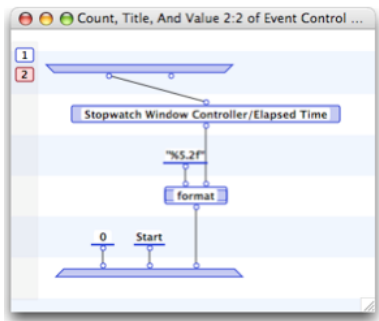 Count, Title, And Value 2:2 of Event Control ...
1
2
Stopwatch Window Controller/Elapsed Time
"%5.2f"
format
0 Start